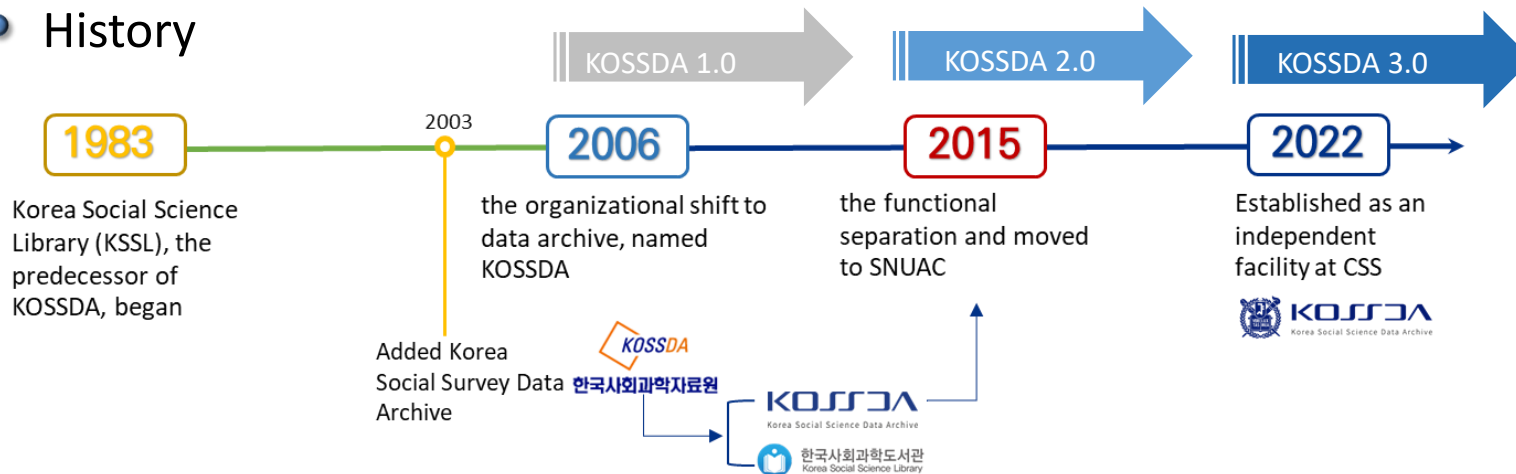 History
KOSSDA 1.0
KOSSDA 2.0
KOSSDA 3.0
1983
2003
2006
2015
2022
Korea Social Science
Library (KSSL), the
predecessor of
KOSSDA, began
the organizational shift to
data archive, named
KOSSDA
the functional
separation and moved
to SNUAC
Established as an
independent
facility at CSS
KOSSDA
Korea Social Science Data Archive
Added Korea
Social Survey Data
Archive
KOSSDA
한국사회과학자료원
KOSSDA
Korea Social Science Data Archive
한국사회과학도서관
Korea Social Science Library